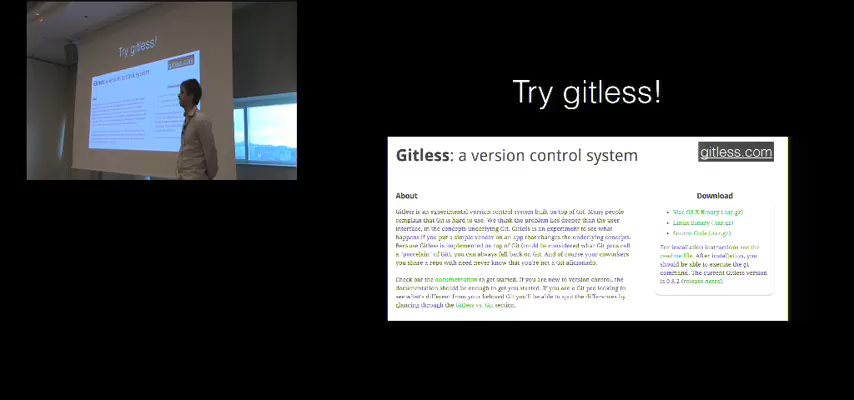 Try gitless!
gitless.com
Gitless: a version control system
Try gitless!
Gitless: a version control system
gitless.com
About
Gitless is an experimental version control system built on top of Git. Many people
complain that Git is hard to use. We think the problem lies deeper than the user
interface, in the concepts underlying Git. Gitless is an experiment to see what
happens if you put a simple veneer on an app that changes the underlying concepts.
Because Gitless is implemented on top of Git (could be considered what Git pros call
a "porcelain" of Git), you can always fall back on Git. And of course your coworkers
you share a repo with need never know that you're not a Git aficionado.
Check out the documentation to get started. If you are new to version control, the
documentation should be enough to get you started. If you are a Git pro looking to
see what's different from your beloved Git you'll be able to spot the differences by
glancing through the Gitless vs. Git section.
Download
Mac OS X Binary (.tar.gz)
Linux Binary (.tar.gz)
Source Code (.tar.gz)
For installation instructions see the
readme file. After installation, you
should be able to execute the gl
command. The current Gitless version
is 0.8.2 (release notes).